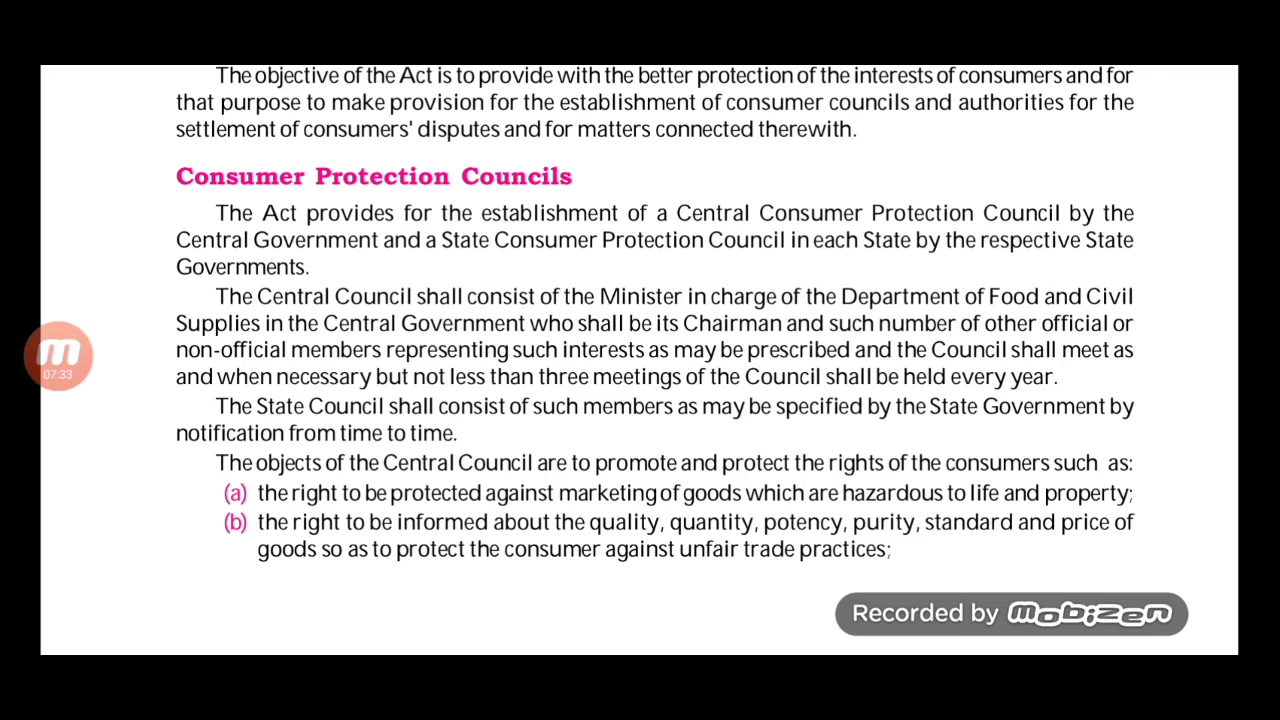 The objective of the Act is to provide with the better protection of the interests of consumers and for
that purpose to make provision for the establishment of consumer councils and authorities for the
settlement of consumers' disputes and for matters connected therewith.
Consumer Protection Councils
The Act provides for the establishment of a Central Consumer Protection Council by the
Central Government and a State Consumer Protection Council in each State by the respective State
Governments.
The Central Council shall consist of the Minister in charge of the Department of Food and Civil
Supplies in the Central Government who shall be its Chairman and such number of other official or
non-official members representing such interests as may be prescribed and the Council shall meet as
and when necessary but not less than three meetings of the Council shall be held every year.
The State Council shall consist of such members as may be specified by the State Government by
notification from time to time.
The objects of the Central Council are to promote and protect the rights of the consumers such as:
(a) the right to be protected against marketing of goods which are hazardous to life and property;
(b) the right to be informed about the quality, quantity, potency, purity, standard and price of
goods so as to protect the consumer against unfair trade practices;
m
07:33
Recorded by mobizen